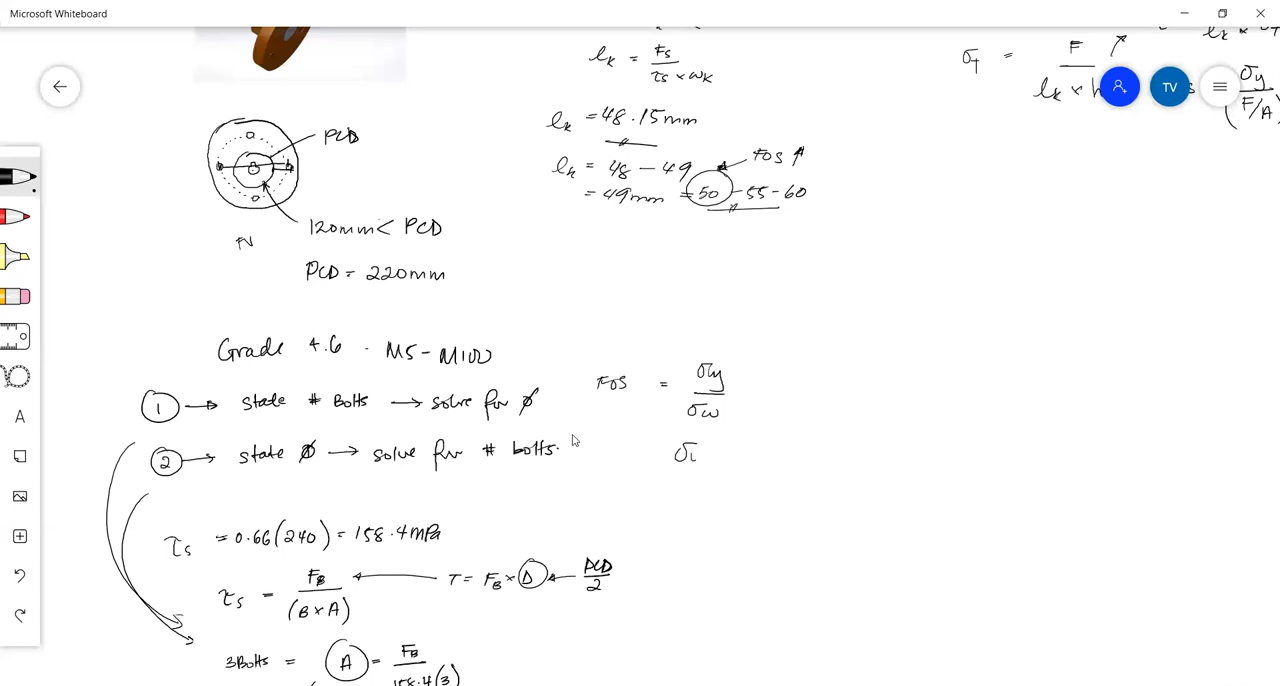 Microsoft Whiteboard
TV
A
PCD
120mm < PCD
FV
PCD = 220mm
lk = Fs / τs × ωk
lk = 48.15mm
lk = 48 - 49
FOS ↑
= 49mm = 50 - 55 - 60
σT = F / lk × h
σy
F/A
Grade 4.6 . M5 - M100
1 → state # Bolts → solve for ϕ
2 → state ϕ → solve for # bolts.
FOS = σy / σw
τs = 0.66(240) = 158.4mPa
τs = FB / (B × A)
T = FB × D
PCD / 2
3Bolts = A = FB / 158.4(3)